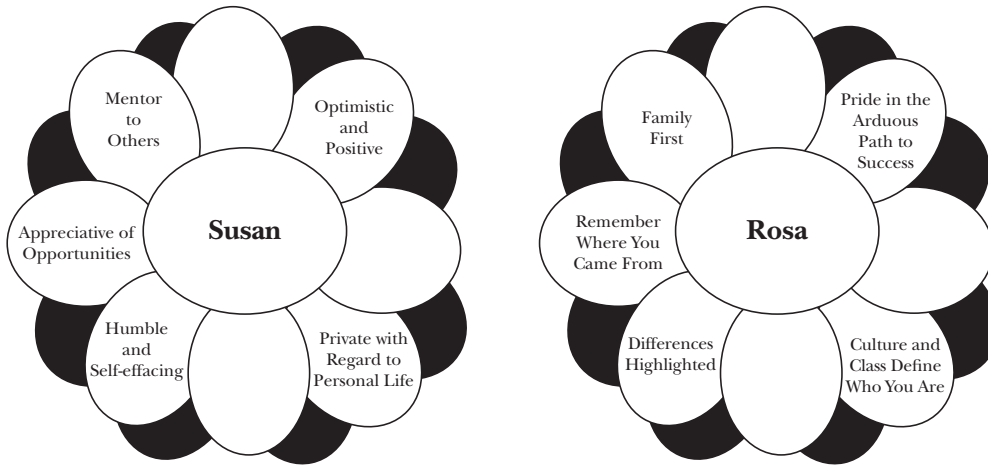 Mentor
to
Others
Optimistic
and
Positive
Appreciative of
Opportunities
Susan
Humble
and
Self-effacing
Private with
Regard to
Personal Life
Family
First
Pride in the
Arduous
Path to
Success
Remember
Where You
Came From
Rosa
Differences
Highlighted
Culture and
Class Define
Who You Are